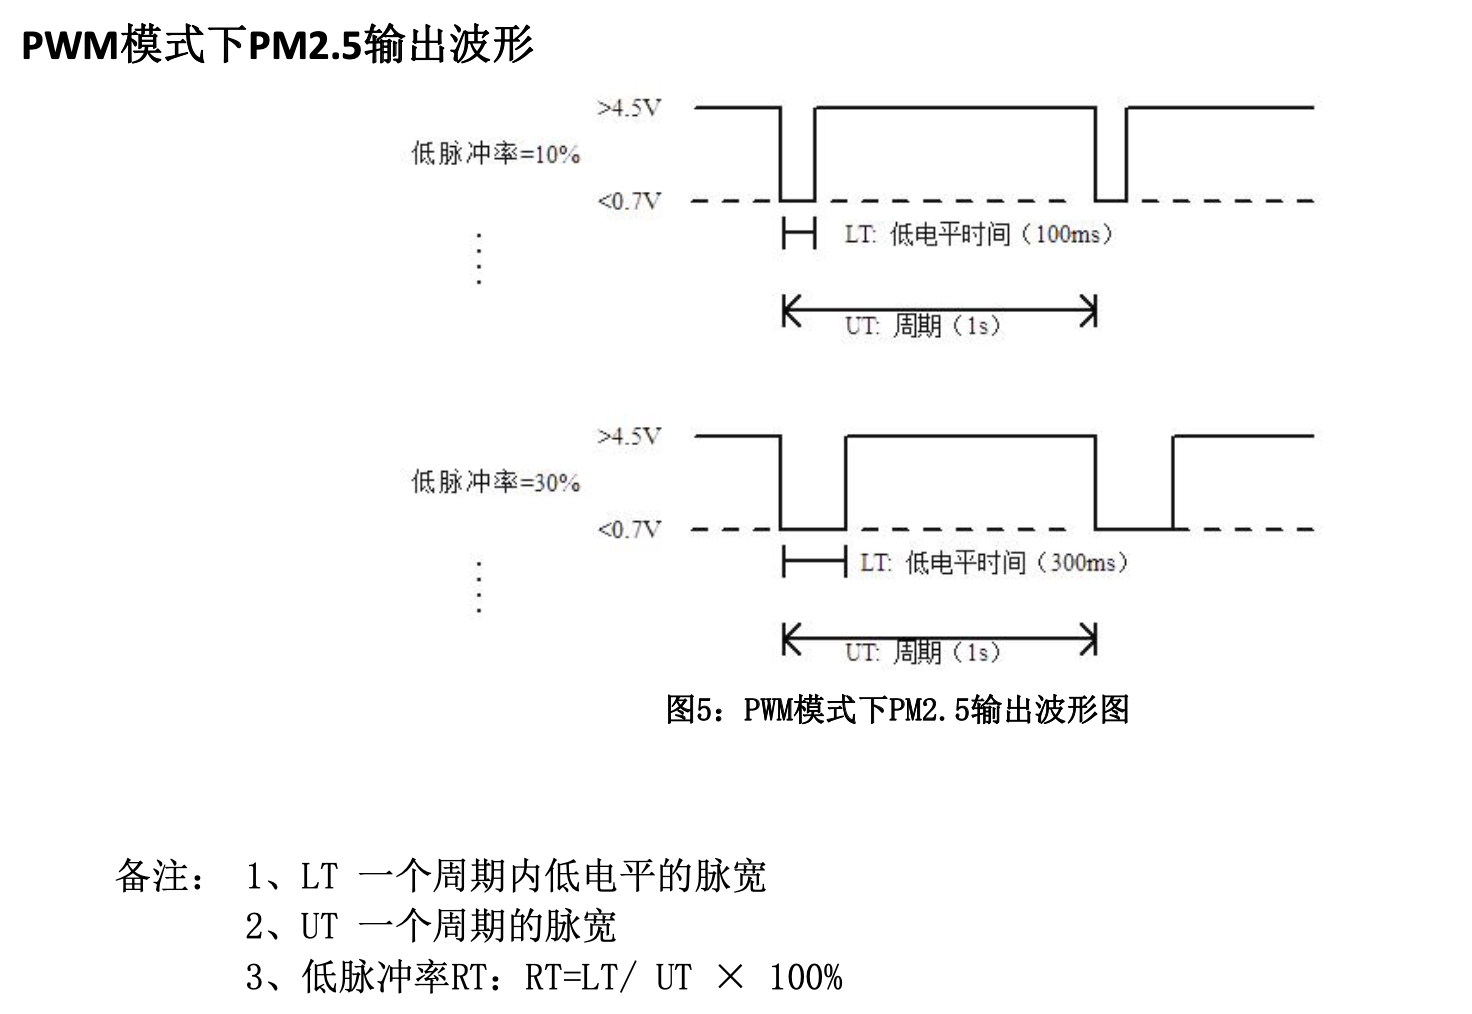 PWM模式下PM2.5输出波形
>4.5V
低脉冲率=10%
<0.7V
LT: 低电平时间（100ms）
UT: 周期（1s）
>4.5V
低脉冲率=30%
<0.7V
LT: 低电平时间（300ms）
UT: 周期（1s）
图5：PWM模式下PM2.5输出波形图
备注： 1、LT 一个周期内低电平的脉宽
2、UT 一个周期的脉宽
3、低脉冲率RT：RT=LT/ UT × 100%